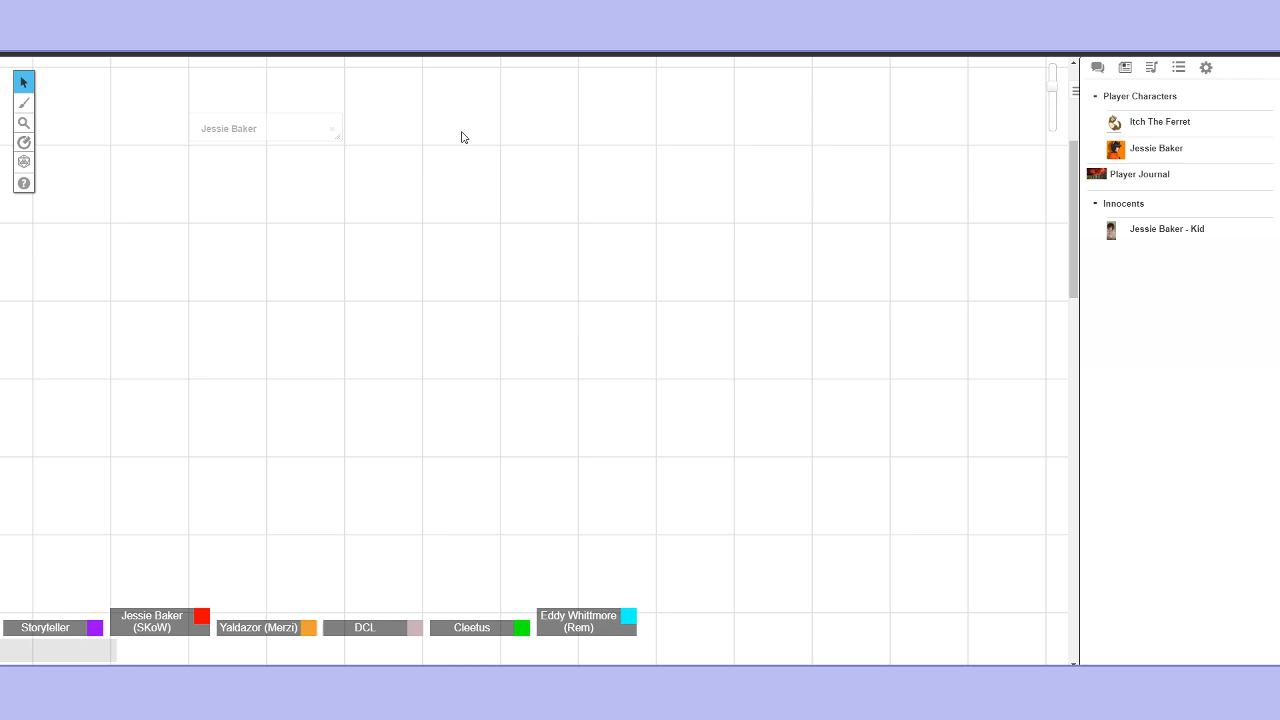 Jessie Baker
Player Characters
Itch The Ferret
Jessie Baker
Player Journal
Innocents
Jessie Baker - Kid
Storyteller
Jessie Baker
(SKoW)
Yaldazor (Merzi)
DCL
Cleetus
Eddy Whittmore
(Rem)